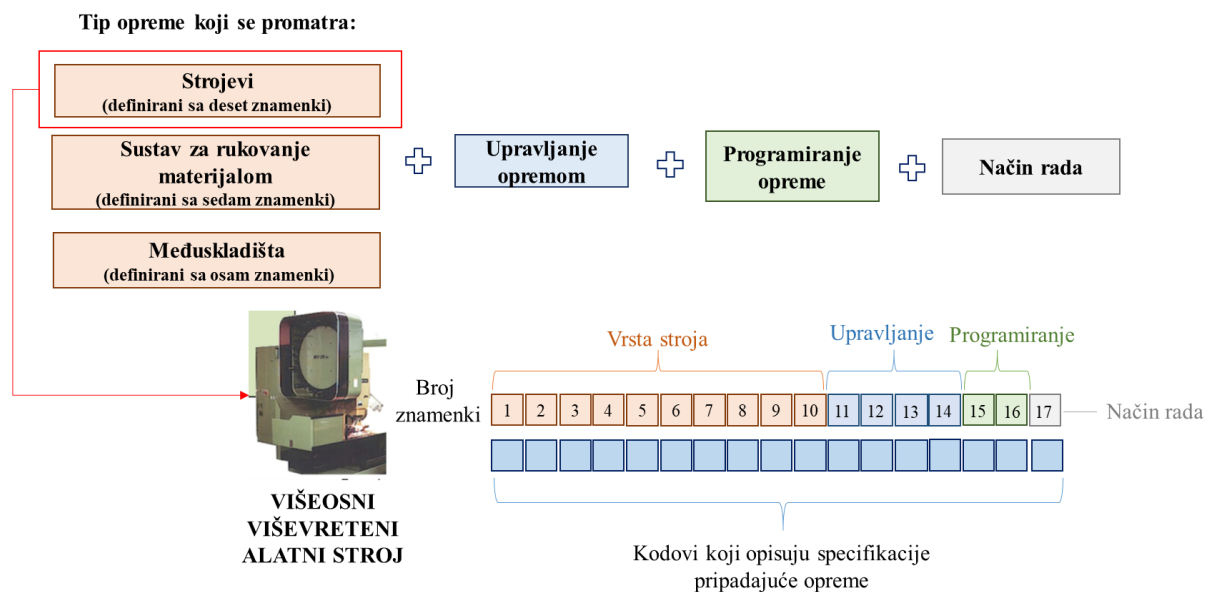 Tip opreme koji se promatra:
Strojevi
(definirani sa deset znamenki)
Sustav za rukovanje
materijalom
(definirani sa sedam znamenki)
Međuskladišta
(definirani sa osam znamenki)
Upravljanje
opremom
Programiranje
opreme
Način rada
VIŠEOSNI
VIŠEVRETENI
ALATNI STROJ
Vrsta stroja
Upravljanje
Programiranje
Broj
znamenki
1 2 3 4 5 6 7 8 9 10 11 12 13 14 15 16 17
Način rada
Kodovi koji opisuju specifikacije
pripadajuće opreme